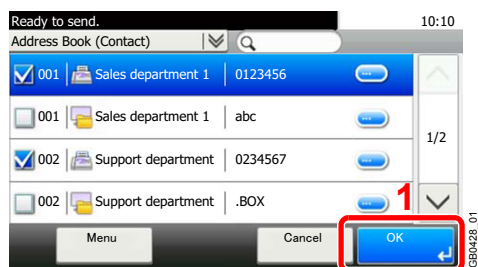 Ready to send. 10:10
Address Book (Contact)
001 Sales department 1 0123456
001 Sales department 1 abc
1/2
002 Support department 0234567
002 Support department .BOX
1
Menu Cancel OK
GB0428_01